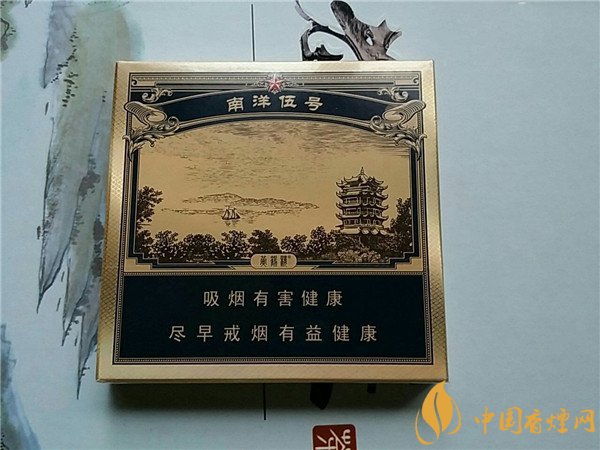 南洋伍号
黄鹤楼®
吸烟有害健康
尽早戒烟有益健康
中国香烟网